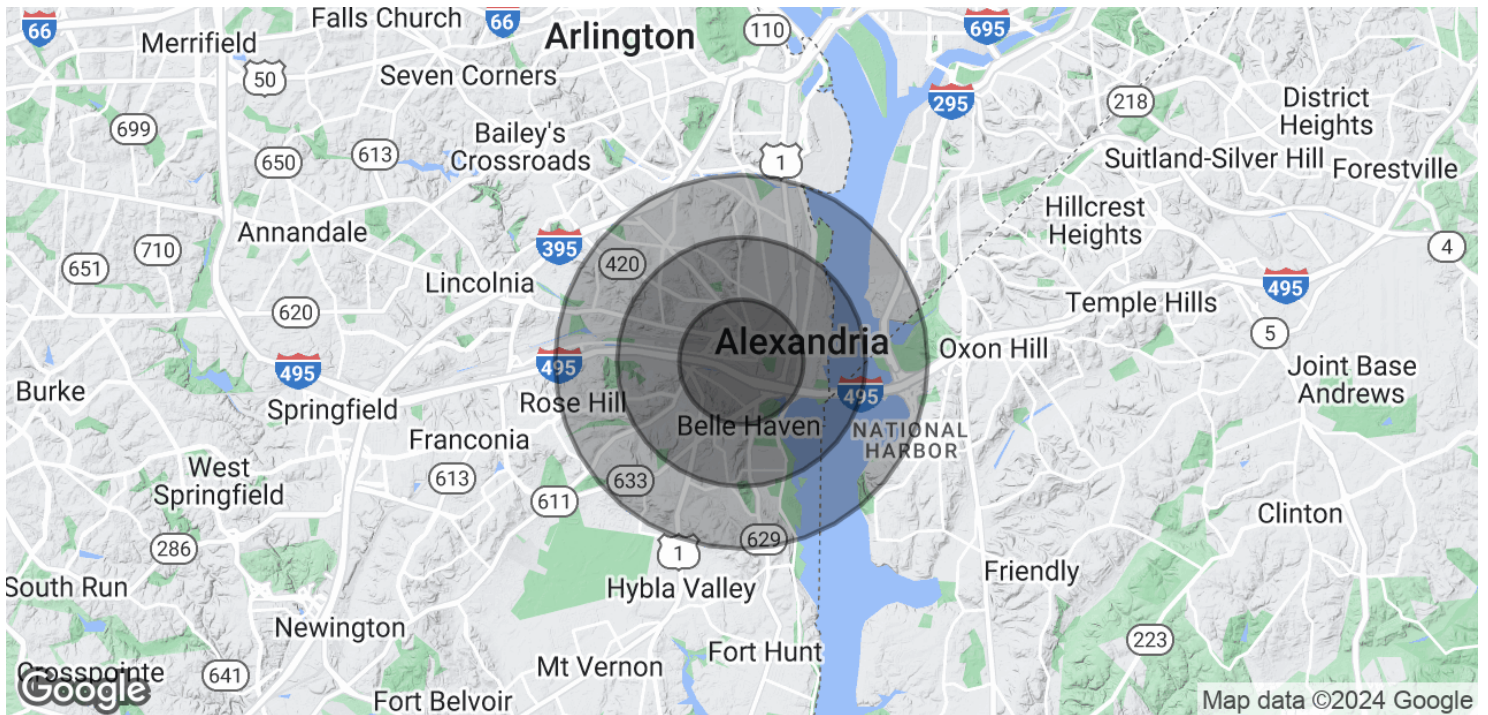 Falls Church
66
66
695
Merrifield
Arlington
110
50
Seven Corners
295
218
District
Heights
699
Bailey's
Crossroads
650
613
1
Suitland-Silver Hill
Forestville
Hillcrest
Heights
Annandale
710
395
4
651
420
Lincolnia
495
620
Temple Hills
5
Alexandria
Oxon Hill
495
495
Joint Base
Andrews
Burke
495
Springfield
Rose Hill
Belle Haven
NATIONAL
HARBOR
Franconia
West
Springfield
613
633
611
Clinton
286
1
629
South Run
Hybla Valley
Friendly
Newington
223
Fort Hunt
Mt Vernon
Crosspointe
641
Google
Fort Belvoir
Map data ©2024 Google